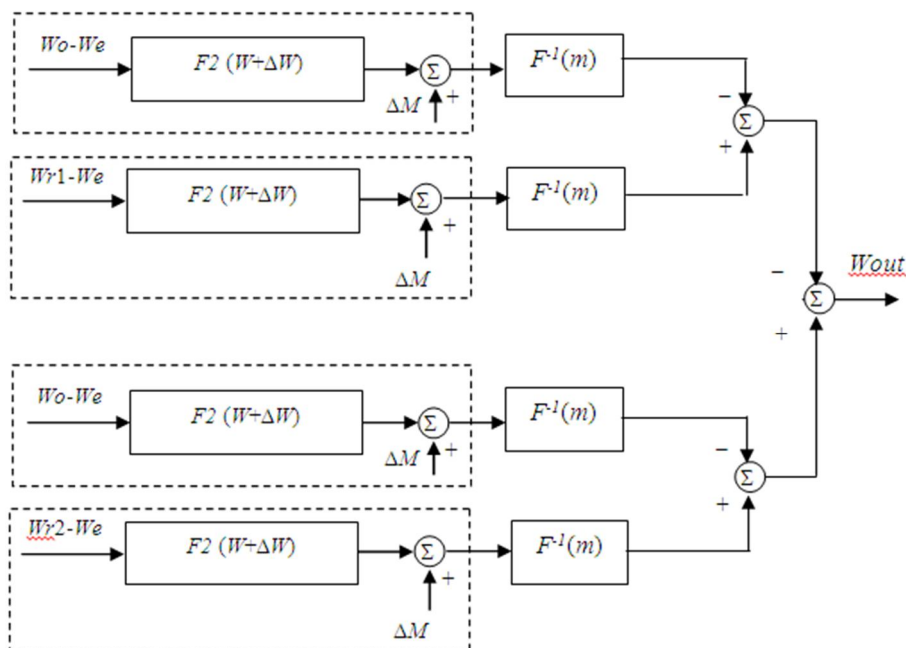 Wo-We
F2 (W+ΔW)
Σ
+
ΔM
F⁻¹(m)
−
Σ
+
Wr1-We
F2 (W+ΔW)
Σ
+
ΔM
F⁻¹(m)
−
Σ
+
Wout
Wo-We
F2 (W+ΔW)
Σ
+
ΔM
F⁻¹(m)
−
Σ
+
Wr2-We
F2 (W+ΔW)
Σ
+
ΔM
F⁻¹(m)